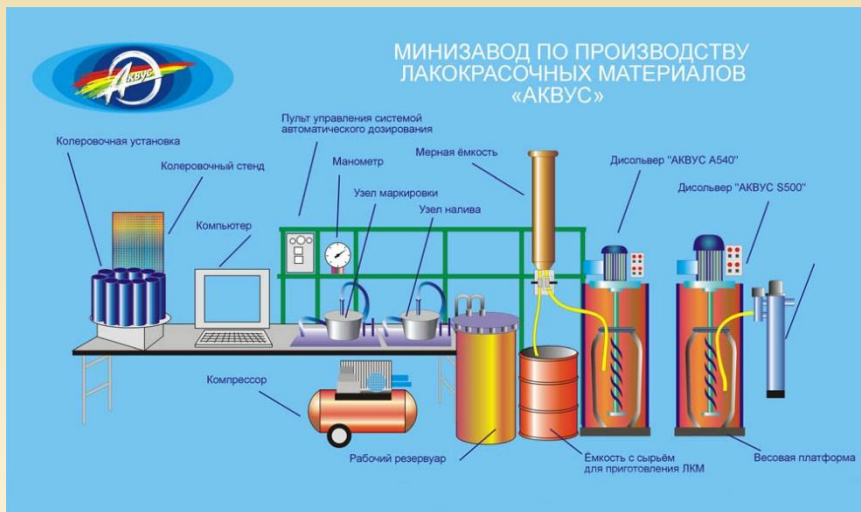 Аквус
МИНИЗАВОД ПО ПРОИЗВОДСТВУ
ЛАКОКРАСОЧНЫХ МАТЕРИАЛОВ
«АКВУС»
Пульт управления системой
автоматического дозирования
Колеровочная установка
Колеровочный стенд
Манометр
Мерная ёмкость
Дисольвер "АКВУС А540"
Узел маркировки
Дисольвер "АКВУС S500"
Компьютер
Узел налива
Компрессор
Рабочий резервуар
Ёмкость с сырьём
для приготовления ЛКМ
Весовая платформа